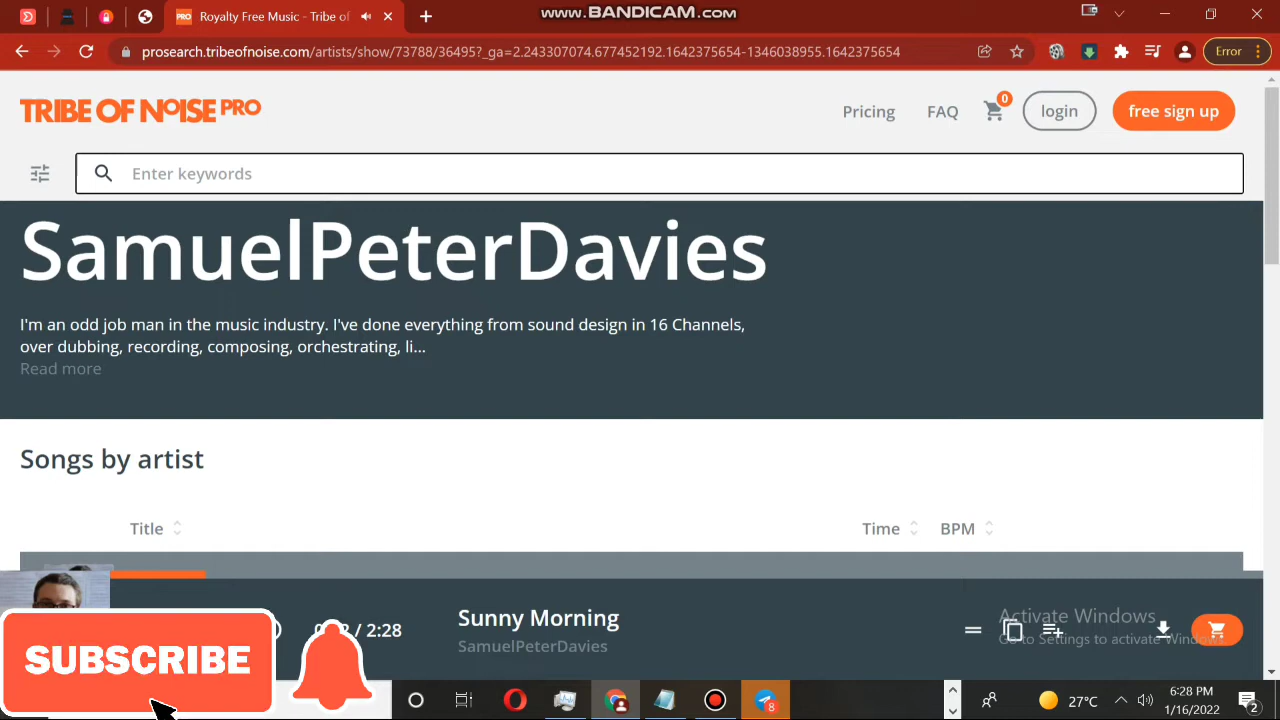 www.BANDICAM.com
PRO Royalty Free Music - Tribe of
prosearch.tribeofnoise.com/artists/show/73788/36495?_ga=2.243307074.677452192.1642375654-1346038955.1642375654
Error
TRIBE OF NOISE PRO
Pricing
FAQ
0
login
free sign up
Enter keywords
SamuelPeterDavies
I'm an odd job man in the music industry. I've done everything from sound design in 16 Channels,
over dubbing, recording, composing, orchestrating, li...
Read more
Songs by artist
Title
Time
BPM
/ 2:28
Sunny Morning
SamuelPeterDavies
Activate Windows
Go to Settings to activate Windows.
SUBSCRIBE
8
27°C
6:28 PM
1/16/2022
2